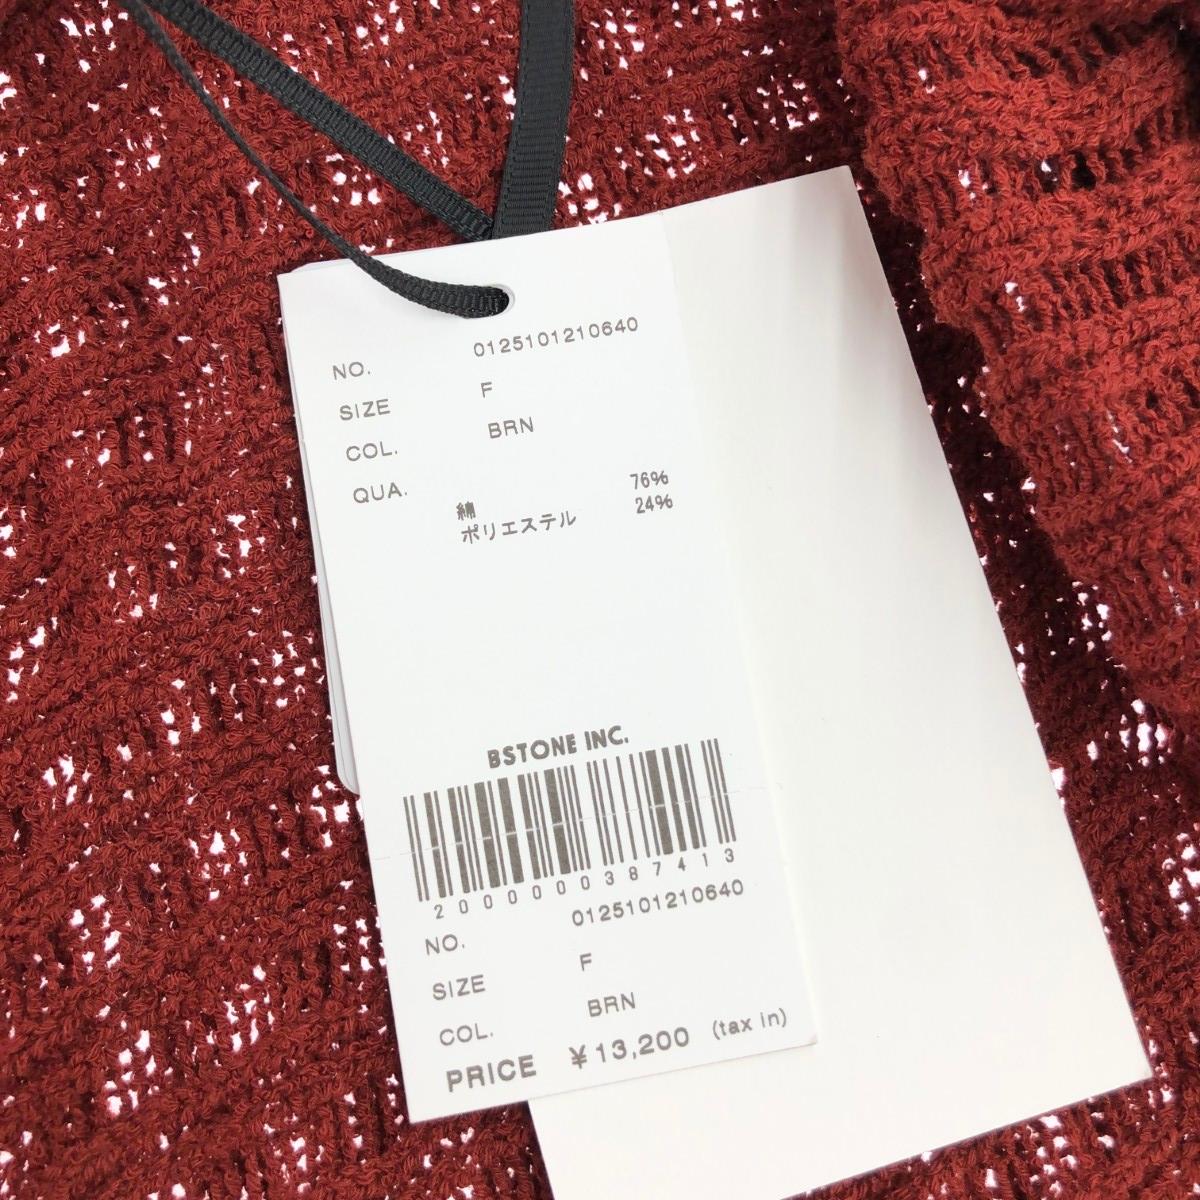 NO. 0125101210640
SIZE F
COL. BRN
QUA.
綿 76%
ポリエステル 24%
BSTONE INC.
2000000387413
NO. 0125101210640
SIZE F
COL. BRN
PRICE ¥13,200 (tax in)